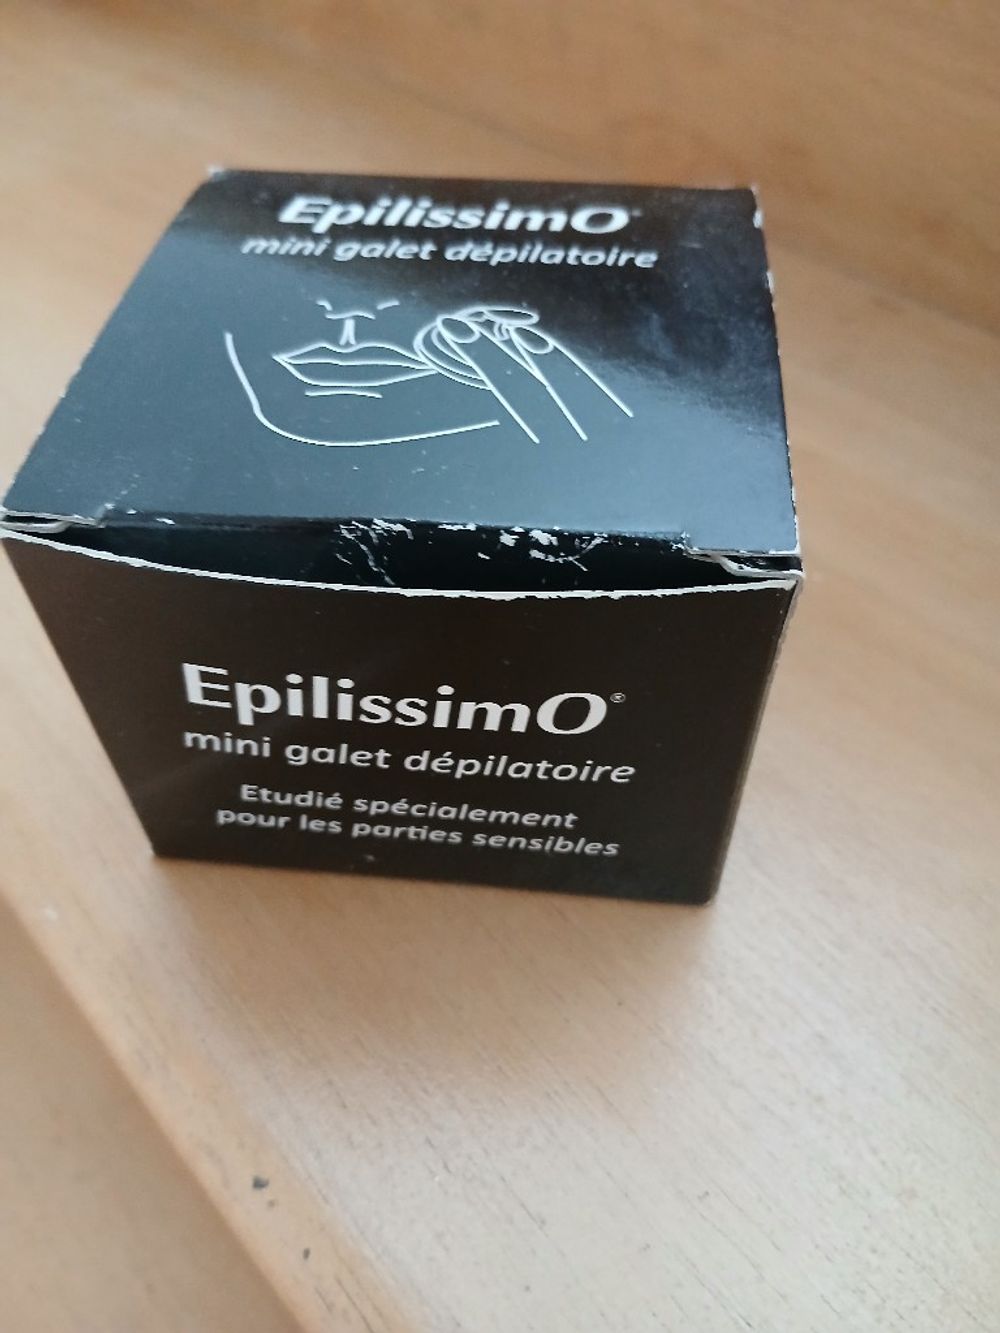 EpilissimO®
mini galet dépilatoire
EpilissimO®
mini galet dépilatoire
Etudié spécialement
pour les parties sensibles